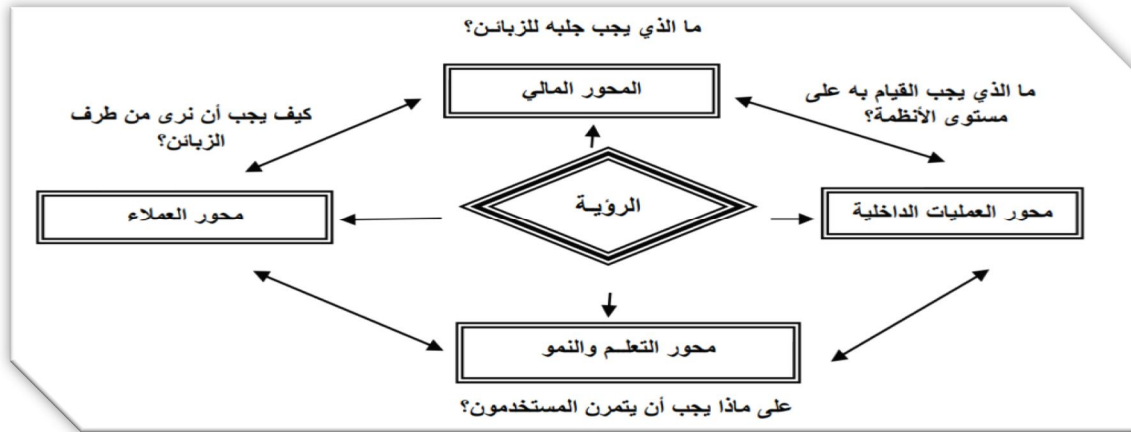 ما الذي يجب جلبه للزبائـن؟
المحور المالي
ما الذي يجب القيام به على
مستوى الأنظمة؟
كيف يجب أن نرى من طرف
الزبائن؟
محور العمليات الداخلية
الرؤيـة
محور العملاء
محور التعلـم والنمو
على ماذا يجب أن يتمرن المستخدمون؟